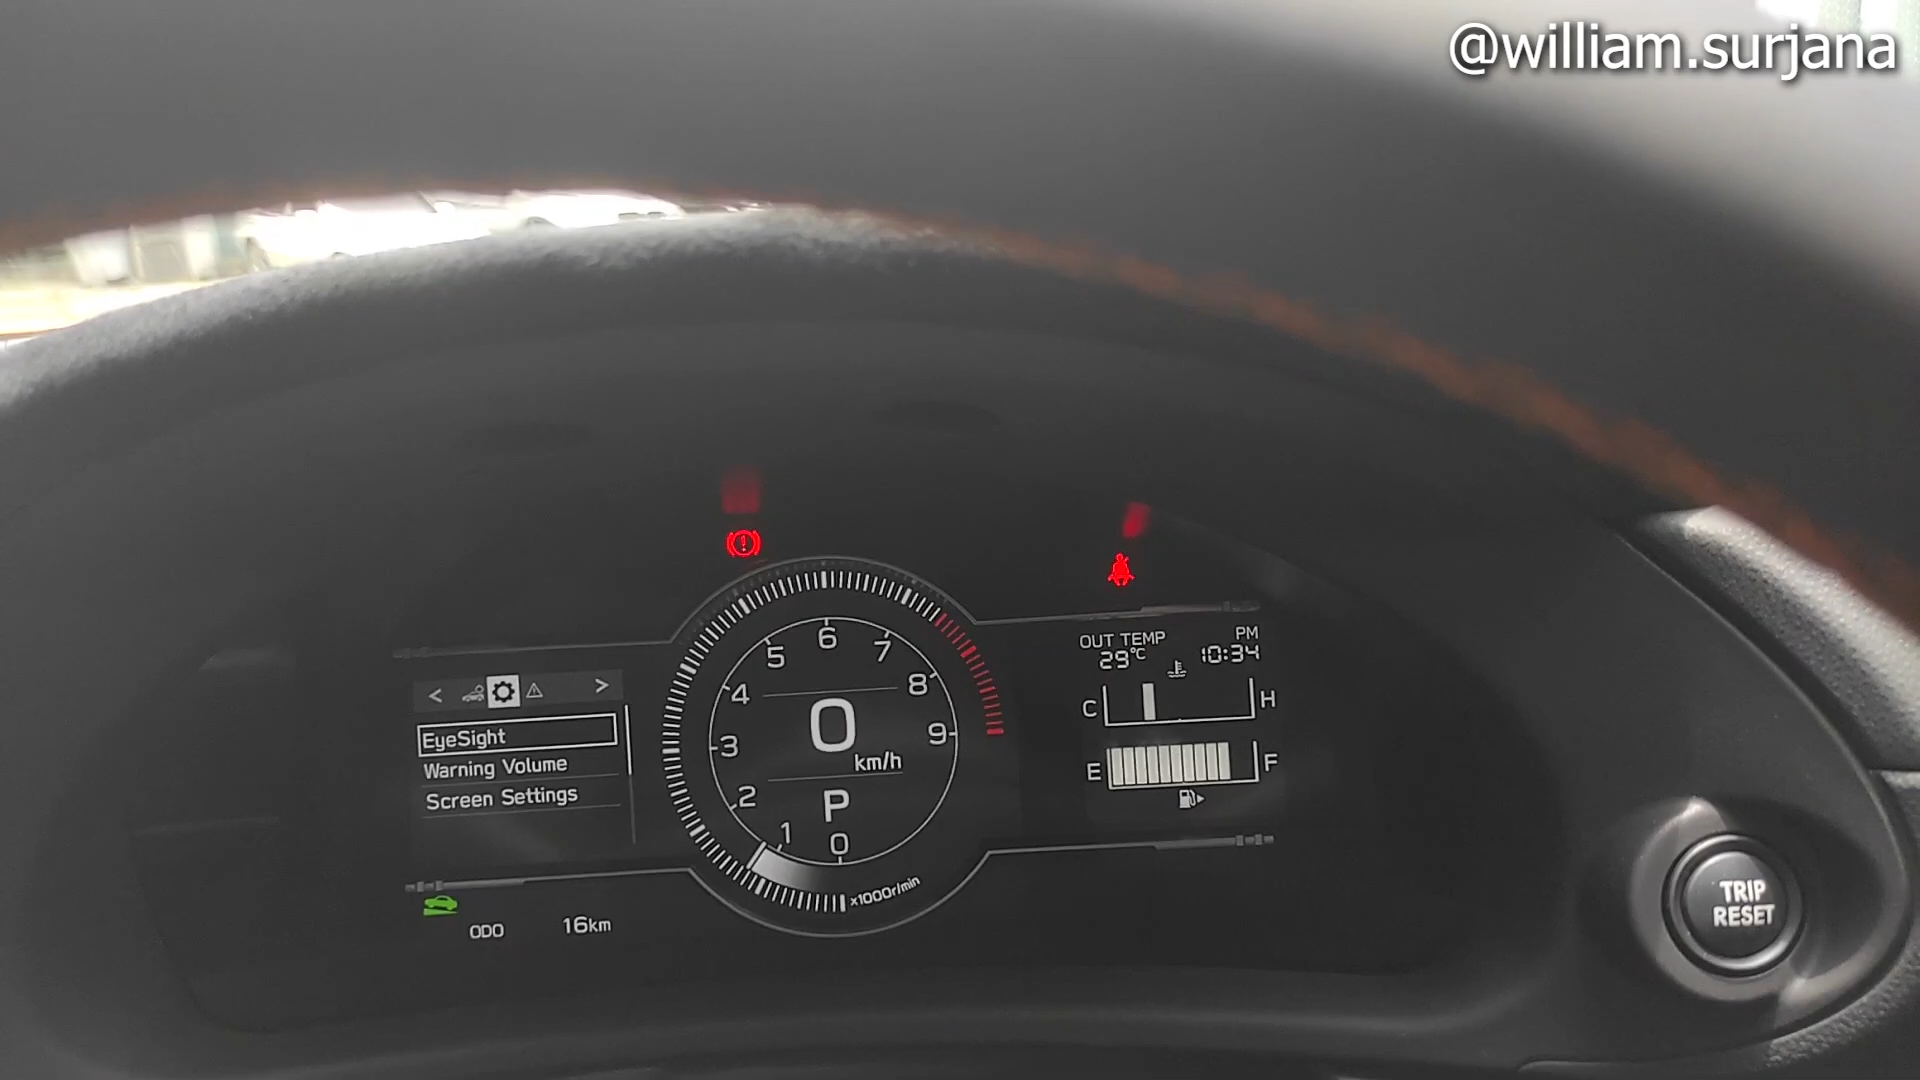 @william.surjana
OUT TEMP
29°C
PM
10:34
C
H
E
F
<
>
EyeSight
Warning Volume
Screen Settings
0
1
2
3
4
5
6
7
8
9
0
km/h
P
x1000r/min
ODO 16km
TRIP
RESET